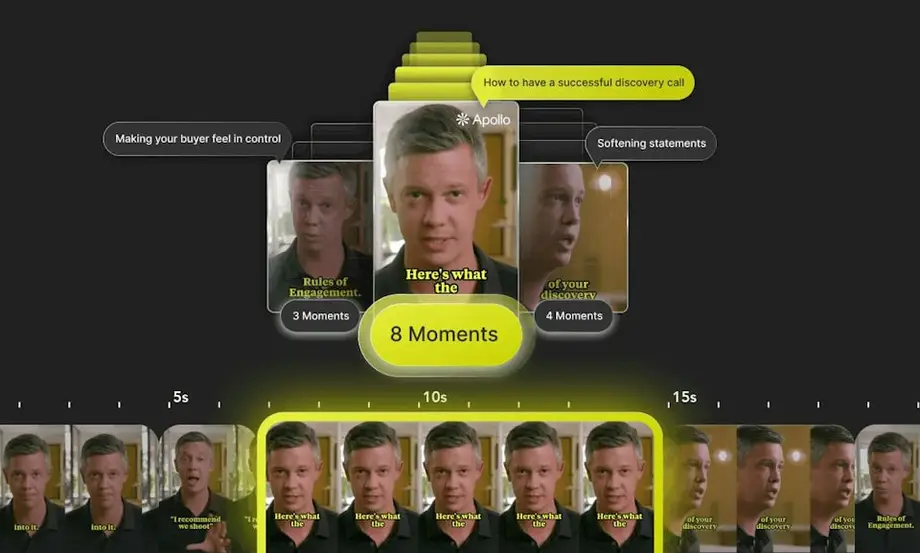 How to have a successful discovery call
Apollo
Making your buyer feel in control
Softening statements
Rules of
Engagement.
Here's what
the
of your
discovery
3 Moments
8 Moments
4 Moments
5s
10s
15s
into it.
into it.
"I recommend
we shoot"
Here's what
the
Here's what
the
Here's what
the
Here's what
the
Here's what
the
of your
discovery
of your
discovery
of your
Rules of
Engagement.